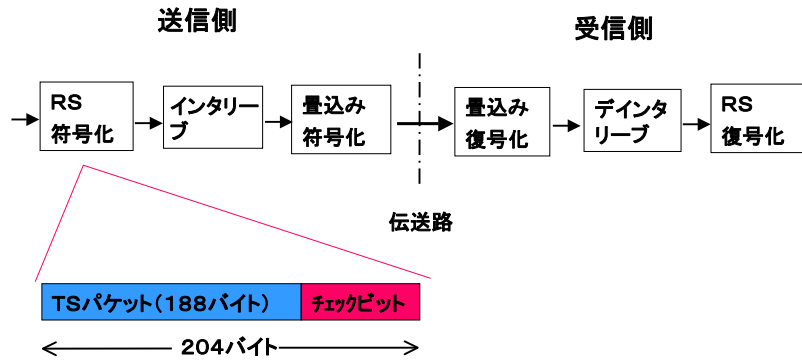 送信側
受信側
RS
符号化
インタリー
ブ
畳込み
符号化
畳込み
復号化
デインタ
リーブ
RS
復号化
伝送路
TSパケット(188バイト)
チェックビット
204バイト